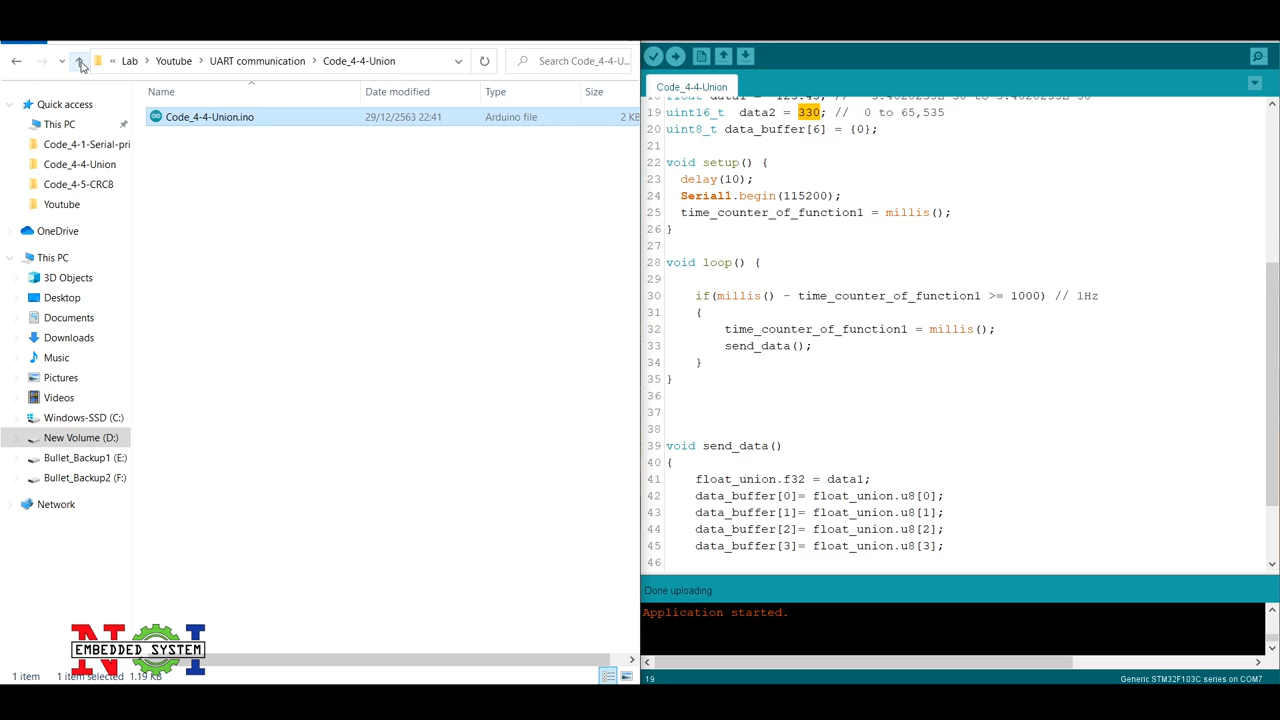 « Lab > Youtube > UART communication > Code_4-4-Union
Search Code_4-4-U...
Name Date modified Type Size
Code_4-4-Union.ino 29/12/2563 22:41 Arduino file 2 KB
Quick access
This PC
Code_4-1-Serial-pri
Code_4-4-Union
Code_4-5-CRC8
Youtube
OneDrive
This PC
3D Objects
Desktop
Documents
Downloads
Music
Pictures
Videos
Windows-SSD (C:)
New Volume (D:)
Bullet_Backup1 (E:)
Bullet_Backup2 (F:)
Network
N I
EMBEDDED SYSTEM
1 item 1 item selected 1.19 KB
Code_4-4-Union
19 uint16_t data2 = 330; // 0 to 65,535
20 uint8_t data_buffer[6] = {0};
21
22 void setup() {
23 delay(10);
24 Serial1.begin(115200);
25 time_counter_of_function1 = millis();
26 }
27
28 void loop() {
29
30 if(millis() - time_counter_of_function1 >= 1000) // 1Hz
31 {
32 time_counter_of_function1 = millis();
33 send_data();
34 }
35 }
36
37
38
39 void send_data()
40 {
41 float_union.f32 = data1;
42 data_buffer[0]= float_union.u8[0];
43 data_buffer[1]= float_union.u8[1];
44 data_buffer[2]= float_union.u8[2];
45 data_buffer[3]= float_union.u8[3];
46
Done uploading.
Application started.
19 Generic STM32F103C series on COM7